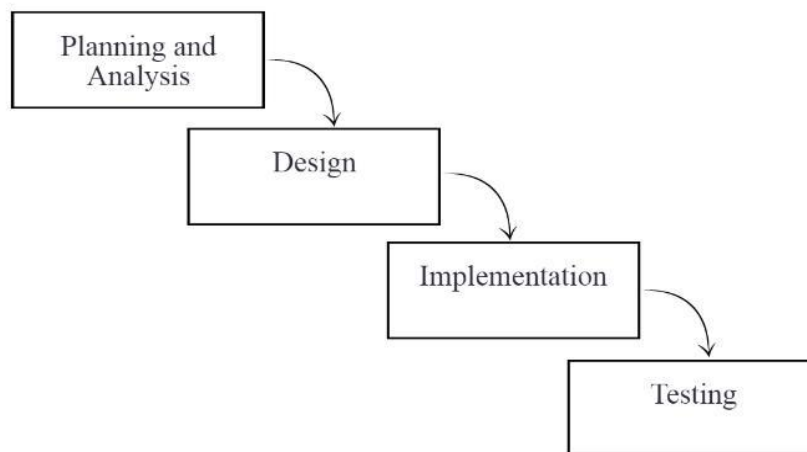 Planning and
Analysis
Design
Implementation
Testing